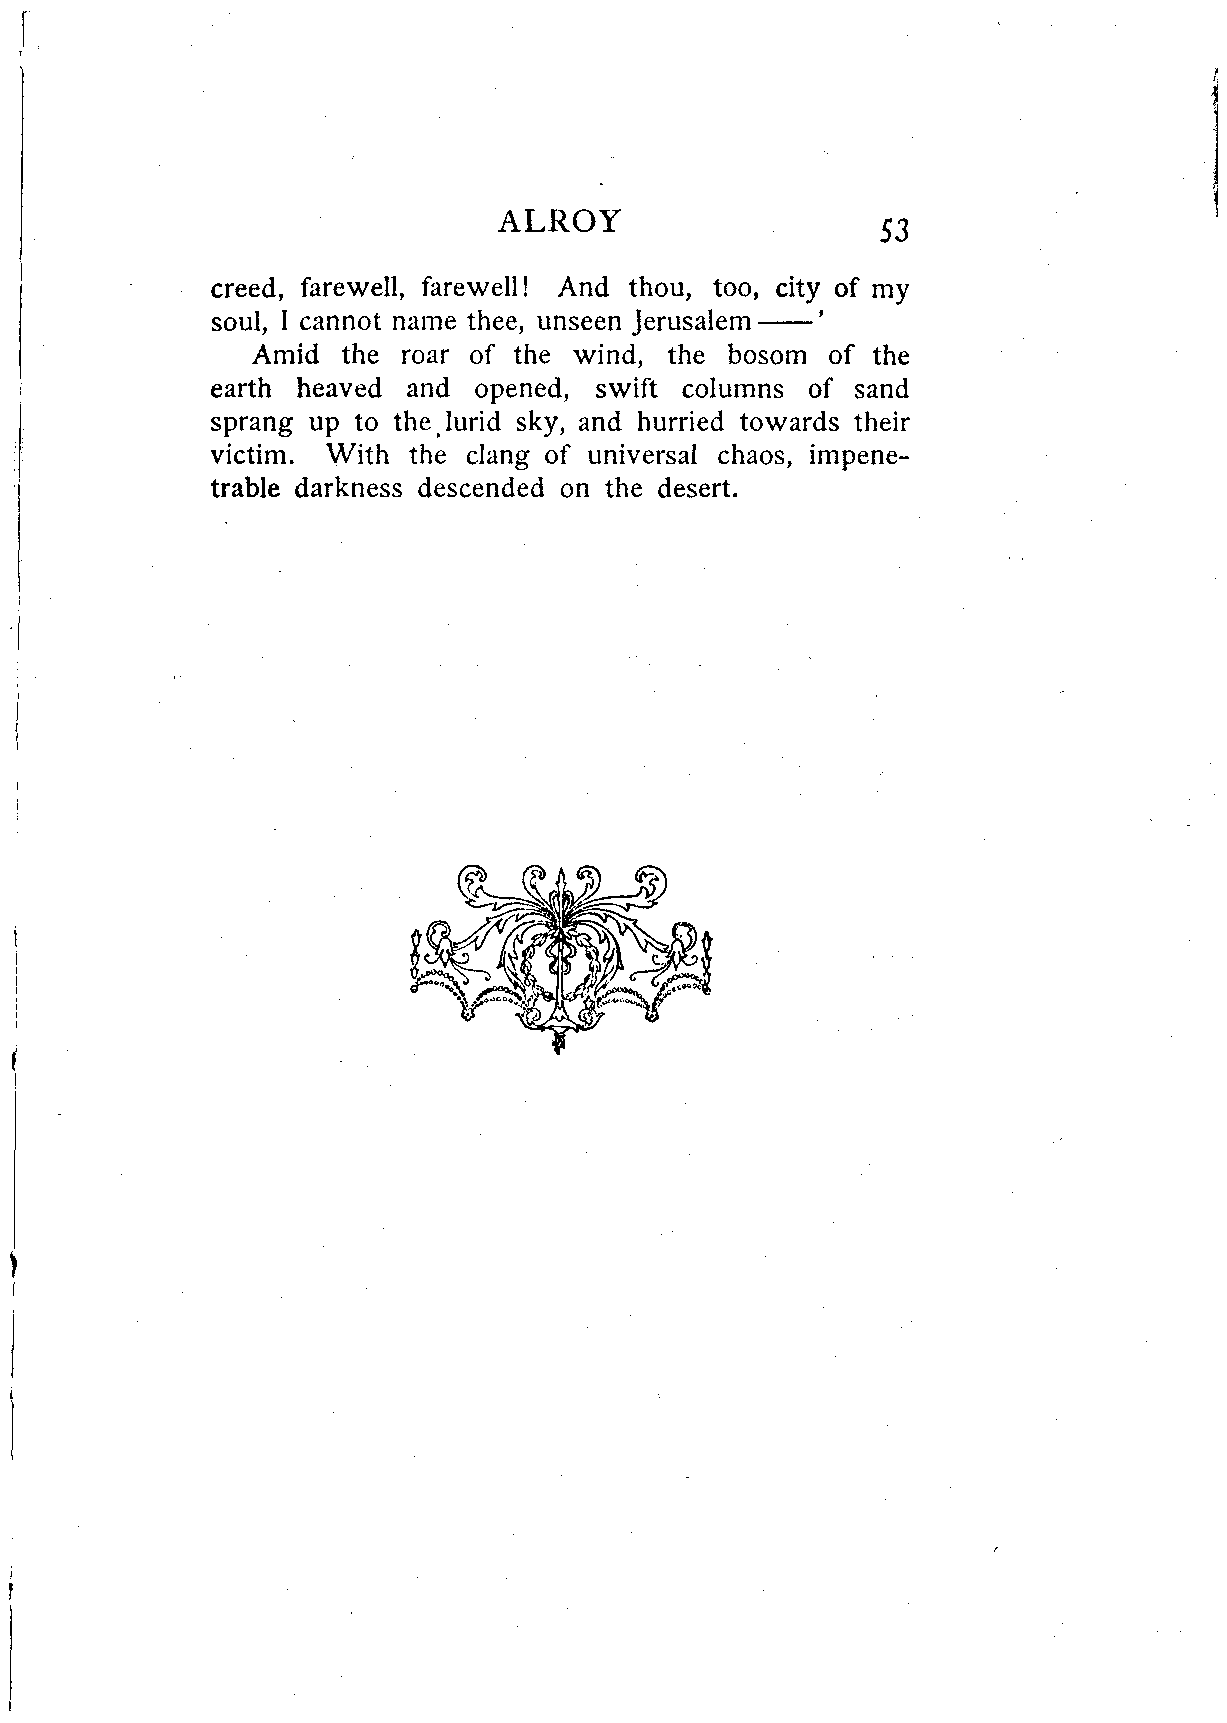 ALROY 53
creed, farewell, farewell! And thou, too, city of my
soul, I cannot name thee, unseen Jerusalem——'
Amid the roar of the wind, the bosom of the
earth heaved and opened, swift columns of sand
sprang up to the lurid sky, and hurried towards their
victim. With the clang of universal chaos, impene-
trable darkness descended on the desert.